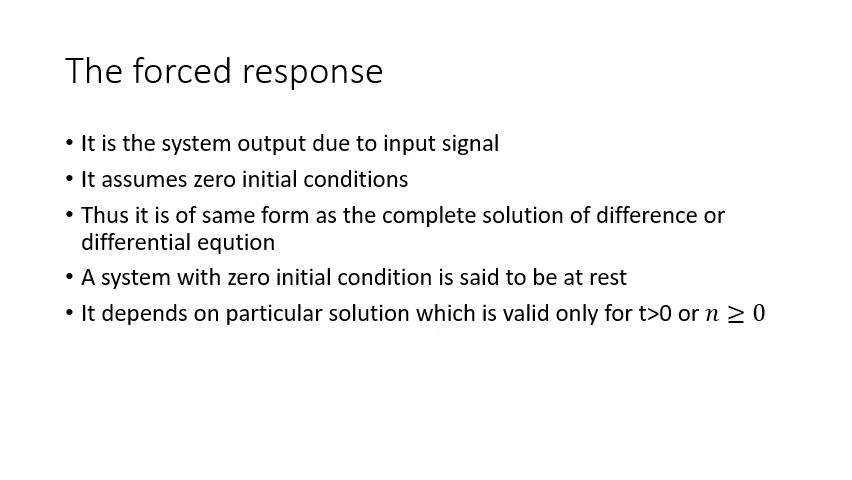 The forced response
• It is the system output due to input signal
• It assumes zero initial conditions
• Thus it is of same form as the complete solution of difference or
differential eqution
• A system with zero initial condition is said to be at rest
• It depends on particular solution which is valid only for t>0 or n ≥ 0